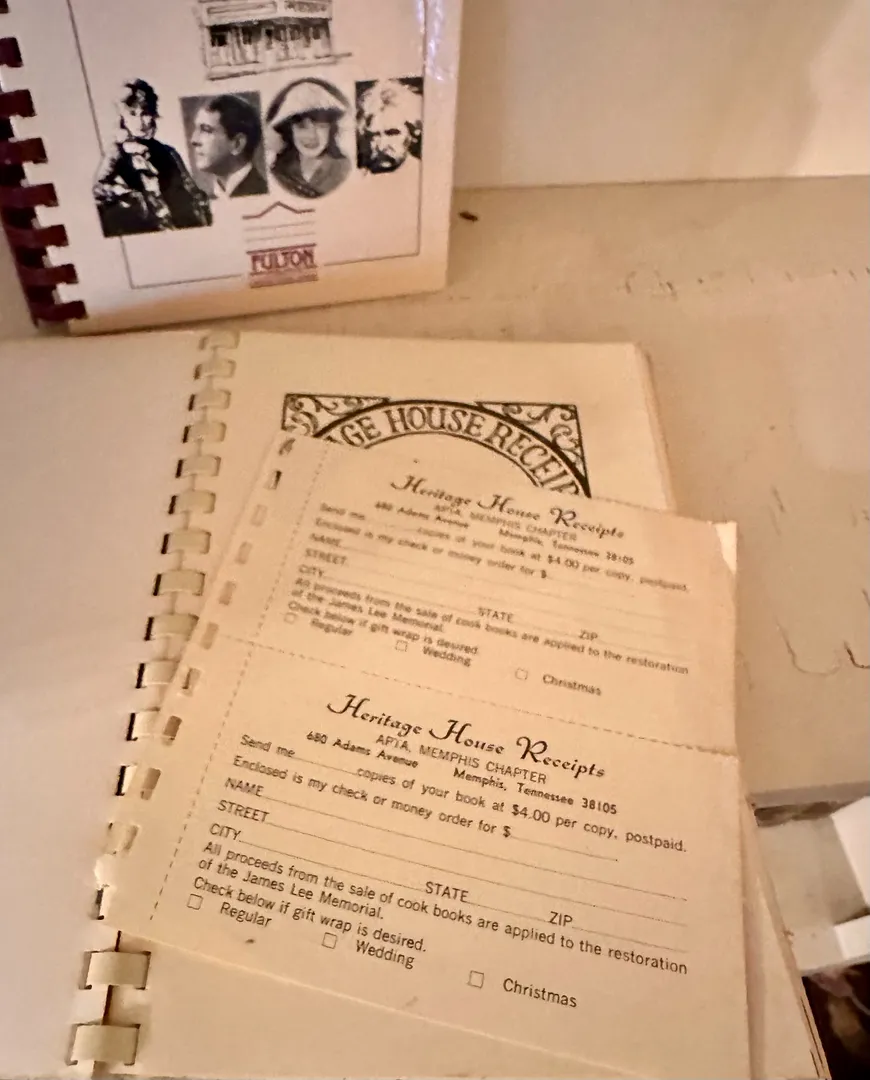 FULTON
GE HOUSE RECEIP
Heritage House Receipts
APTA, MEMPHIS CHAPTER
680 Adams Avenue Memphis, Tennessee 38105
Send me copies of your book at $4.00 per copy, postpaid.
Enclosed is my check or money order for $
NAME
STREET
CITY STATE ZIP
All proceeds from the sale of cook books are applied to the restoration
of the James Lee Memorial.
Check below if gift wrap is desired.
Regular Wedding Christmas
Heritage House Receipts
APTA, MEMPHIS CHAPTER
680 Adams Avenue Memphis, Tennessee 38105
Send me copies of your book at $4.00 per copy, postpaid.
Enclosed is my check or money order for $
NAME
STREET
CITY STATE ZIP
All proceeds from the sale of cook books are applied to the restoration
of the James Lee Memorial.
Check below if gift wrap is desired.
Regular Wedding Christmas